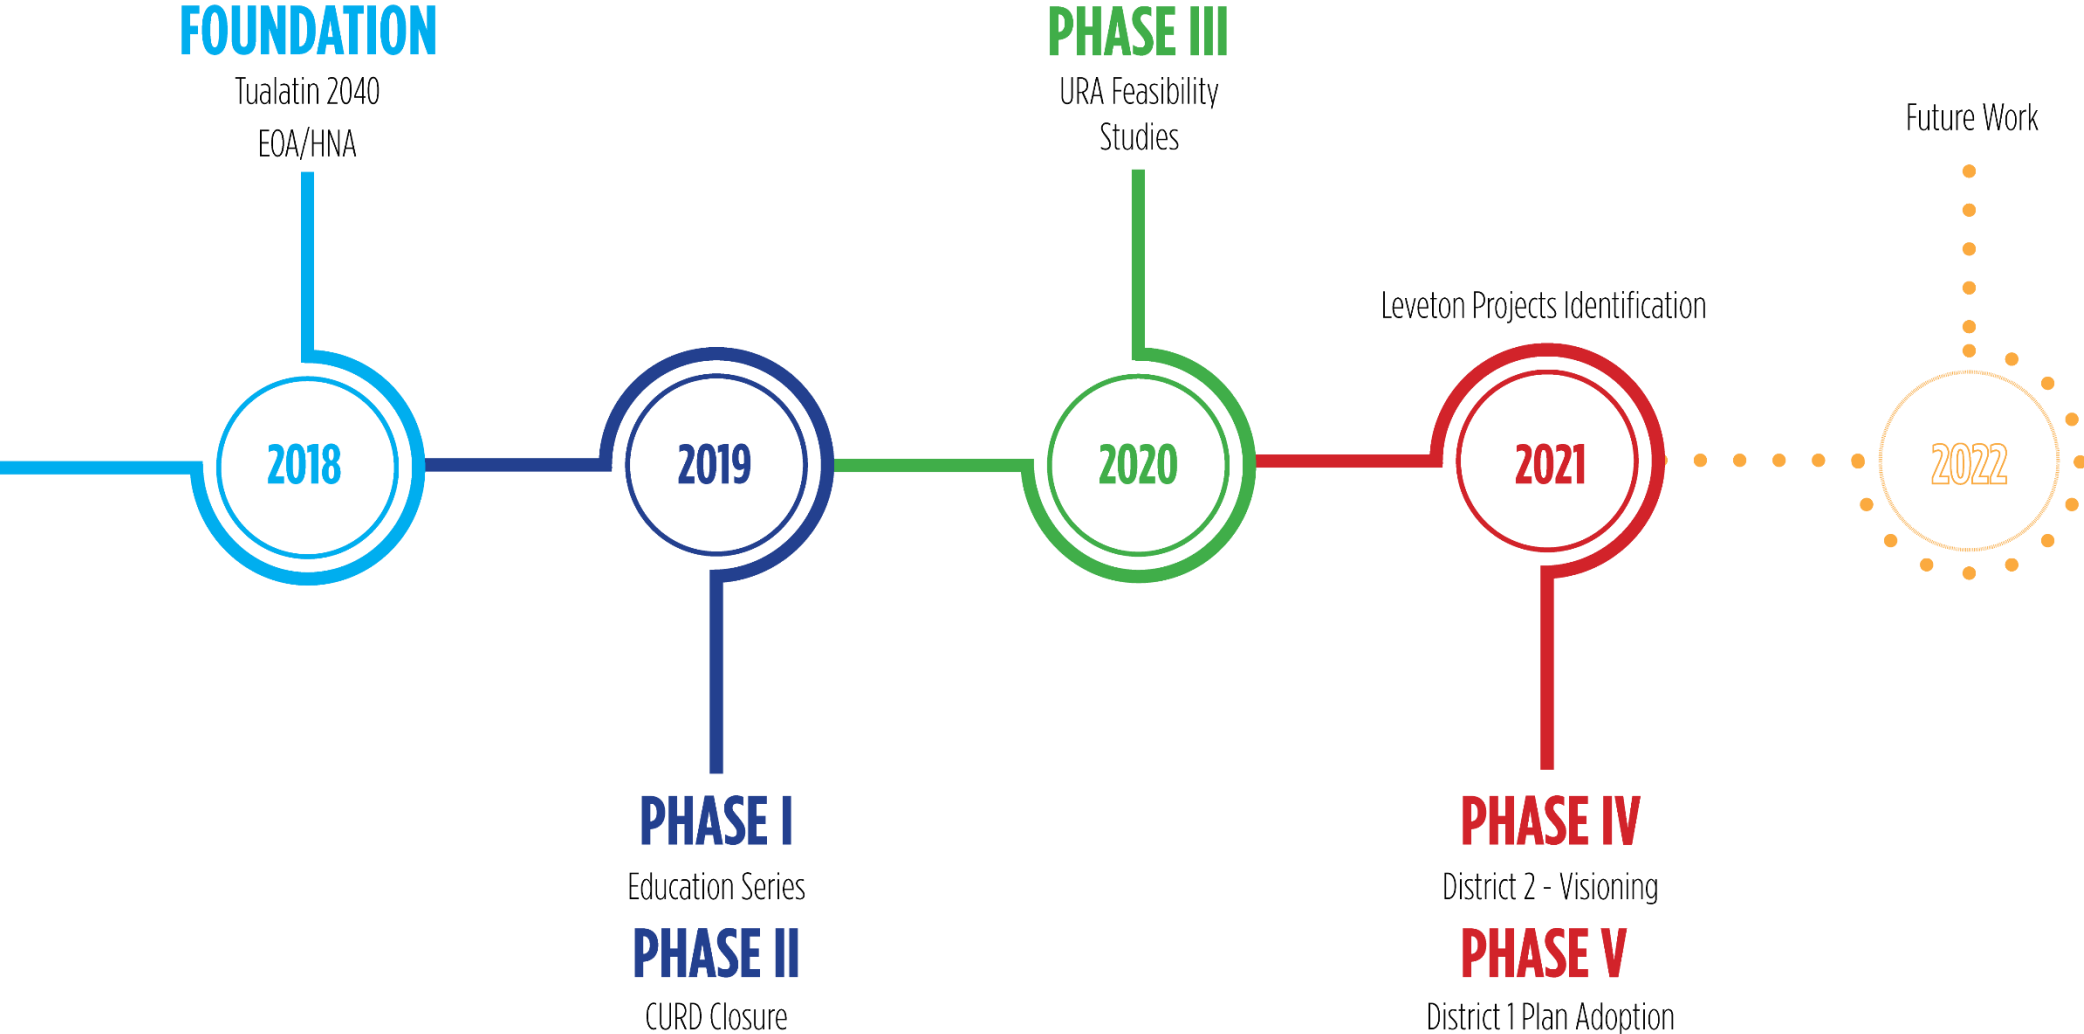 FOUNDATION
Tualatin 2040
EOA/HNA
2018
2019
PHASE I
Education Series
PHASE II
CURD Closure
PHASE III
URA Feasibility
Studies
2020
Leveton Projects Identification
2021
PHASE IV
District 2 - Visioning
PHASE V
District 1 Plan Adoption
Future Work
2022